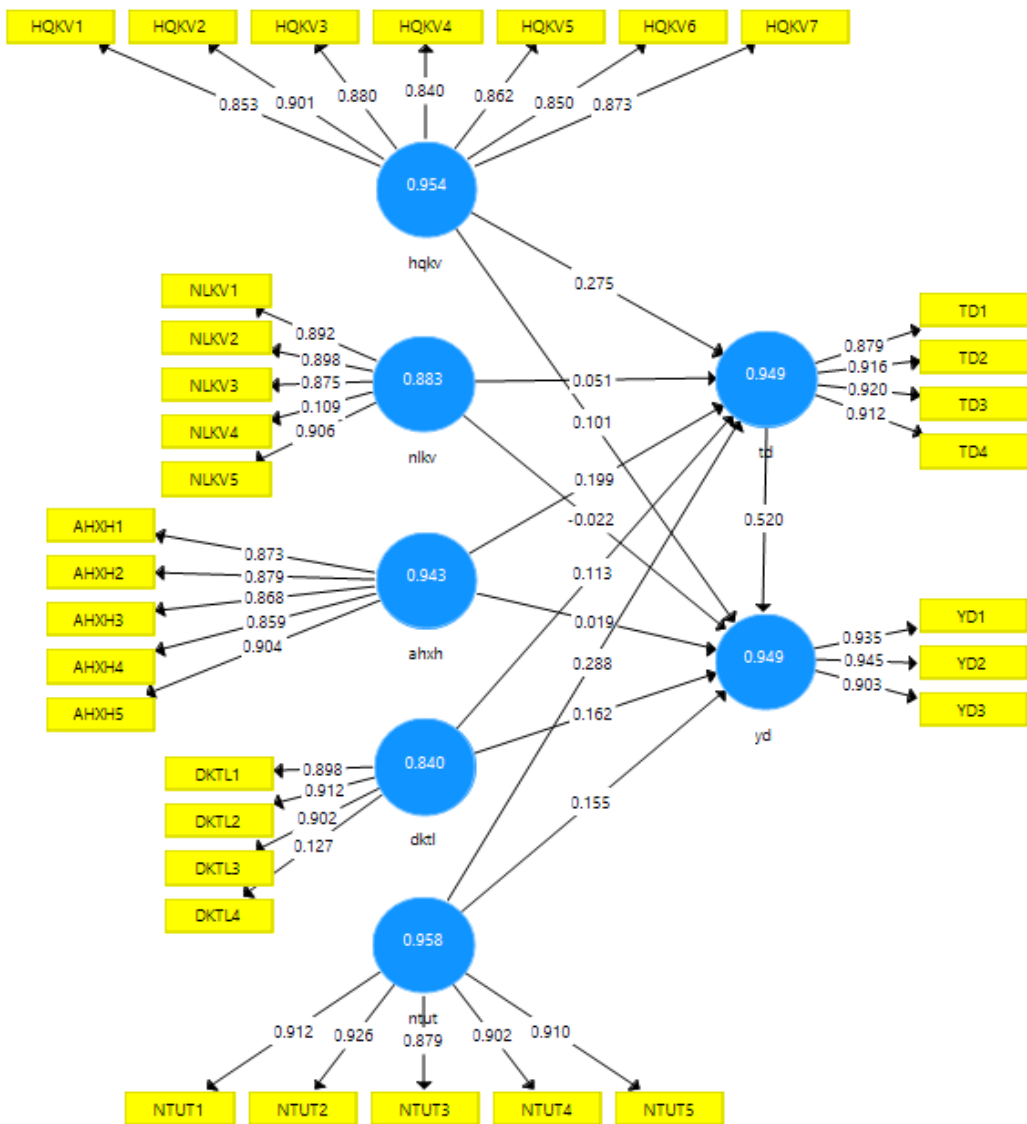 HQKV1 HQKV2 HQKV3 HQKV4 HQKV5 HQKV6 HQKV7
0.853 0.901 0.880 0.840 0.862 0.850 0.873
0.954
hqkv
0.275
NLKV1
NLKV2
NLKV3
NLKV4
NLKV5
0.892
0.898
0.875
0.109
0.906
0.883
nlkv
0.051
0.101
TD1
TD2
TD3
TD4
0.879
0.916
0.920
0.912
0.949
td
0.199
-0.022
0.520
AHXH1
AHXH2
AHXH3
AHXH4
AHXH5
0.873
0.879
0.868
0.859
0.904
0.943
ahxh
0.113
0.019
0.288
YD1
YD2
YD3
0.935
0.945
0.903
0.949
yd
0.162
DKTL1
DKTL2
DKTL3
DKTL4
0.898
0.912
0.902
0.127
0.840
dktl
0.155
0.958
ntut
0.912 0.926 0.879 0.902 0.910
NTUT1 NTUT2 NTUT3 NTUT4 NTUT5